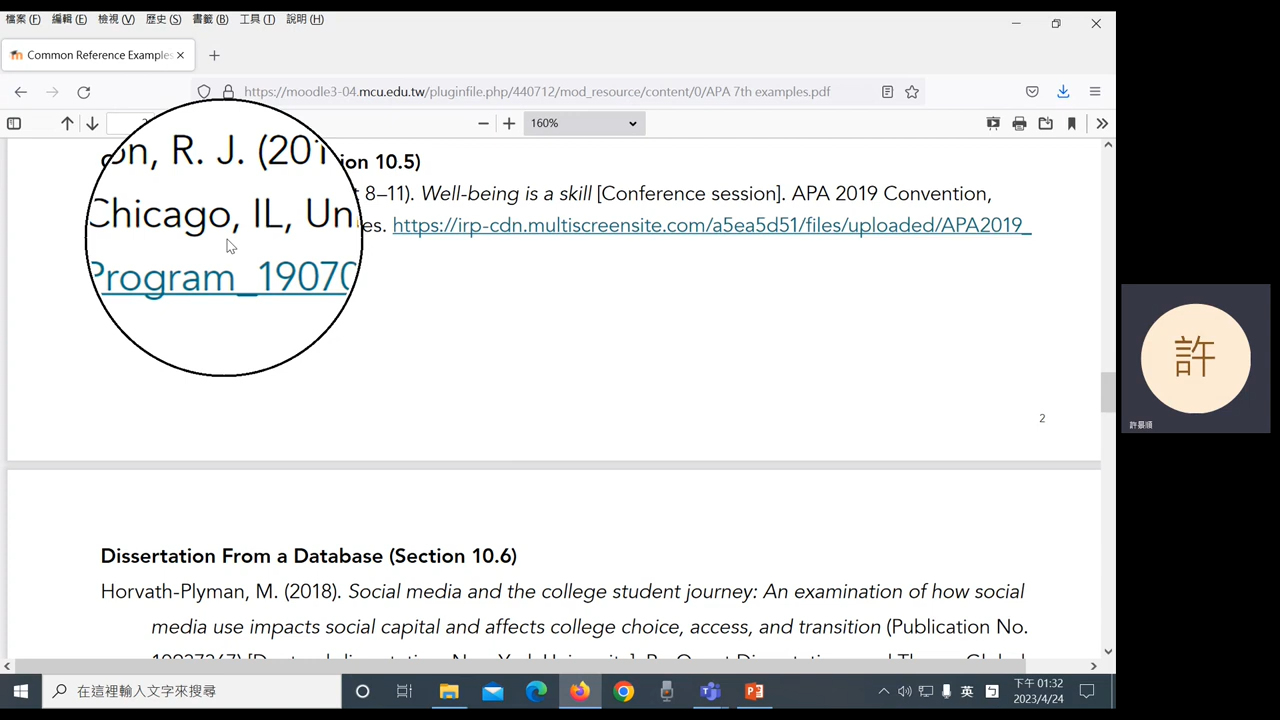 檔案 (F) 編輯 (E) 檢視 (V) 歷史 (S) 書籤 (B) 工具 (T) 說明 (H)
Common Reference Examples
https://moodle3-04.mcu.edu.tw/pluginfile.php/440712/mod_resource/content/0/APA 7th examples.pdf
160%
on, R. J. (201
ion 10.5)
8–11). Well-being is a skill [Conference session]. APA 2019 Convention,
Chicago, IL, Un
es. https://irp-cdn.multiscreensite.com/a5ea5d51/files/uploaded/APA2019_
Program_19070
2
許
許景順
Dissertation From a Database (Section 10.6)
Horvath-Plyman, M. (2018). Social media and the college student journey: An examination of how social
media use impacts social capital and affects college choice, access, and transition (Publication No.
在這裡輸入文字來搜尋
英
下午 01:32
2023/4/24